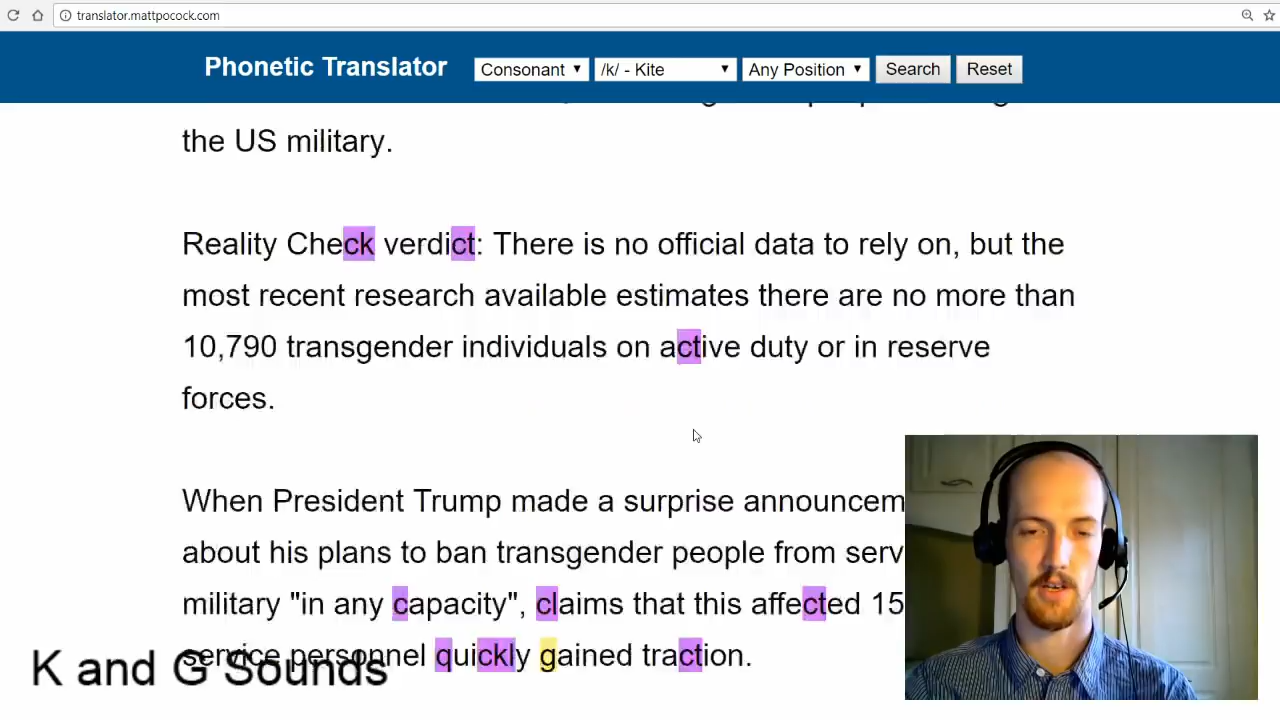 translator.mattpocock.com
Phonetic Translator Consonant /k/ - Kite Any Position Search Reset
the US military.
Reality Check verdict: There is no official data to rely on, but the
most recent research available estimates there are no more than
10,790 transgender individuals on active duty or in reserve
forces.
When President Trump made a surprise announcem
about his plans to ban transgender people from serv
military "in any capacity", claims that this affected 15
service personnel quickly gained traction.
K and G Sounds